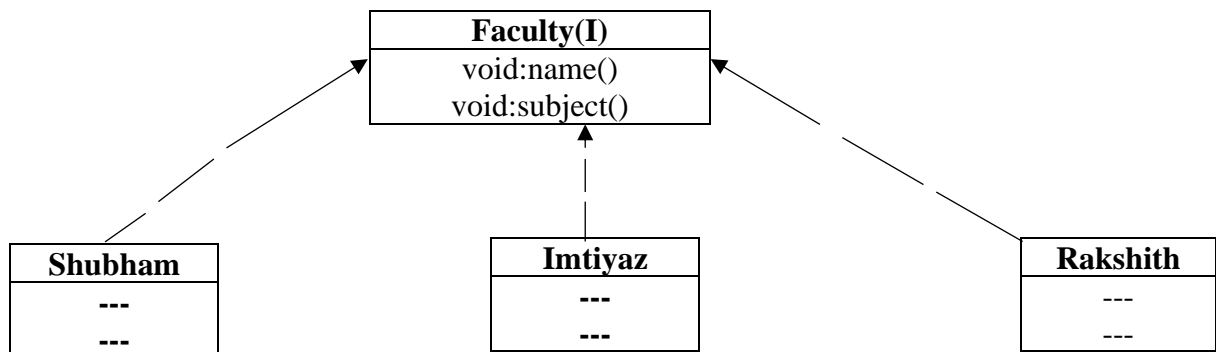 Faculty(I)
void:name()
void:subject()
Shubham
---
---
Imtiyaz
---
---
Rakshith
---
---